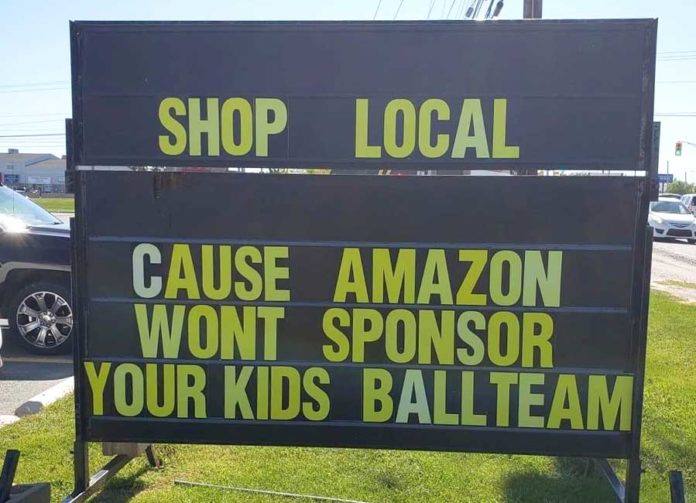 SHOP LOCAL
CAUSE AMAZON
WONT SPONSOR
YOUR KIDS BALLTEAM